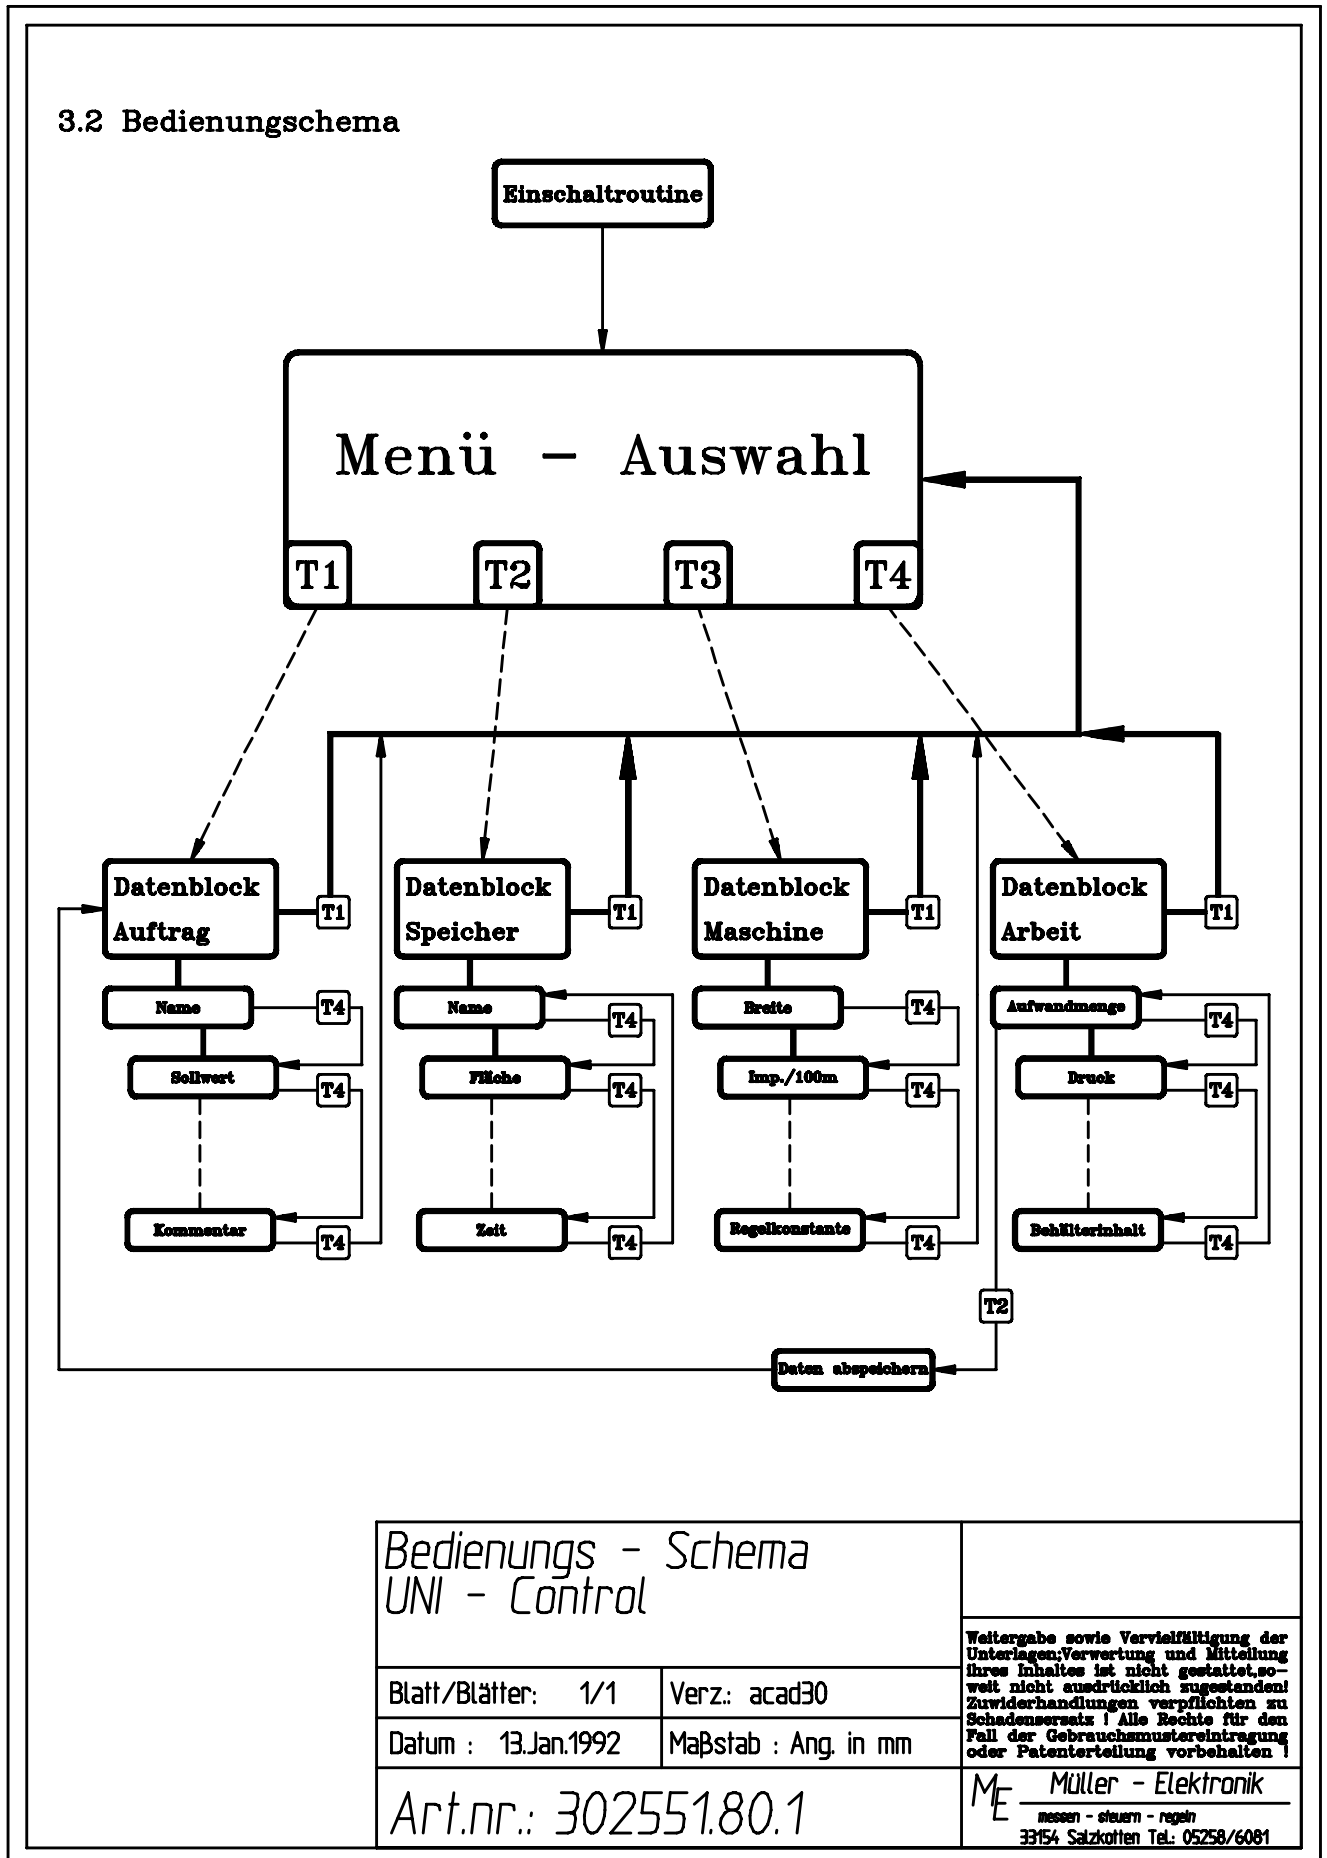 3.2 Bedienungschema
Einschaltroutine
Menü - Auswahl
T1 T2 T3 T4
Datenblock Auftrag
T1
Datenblock Speicher
T1
Datenblock Maschine
T1
Datenblock Arbeit
T1
Name
T4
Name
T4
Breite
T4
Aufwandmenge
T4
Sollwert
T4
Fläche
T4
Imp./100m
T4
Druck
T4
Kommentar
T4
Zeit
T4
Regelkonstante
T4
Behälterinhalt
T4
T2
Daten abspeichern
Bedienungs - Schema
UNI - Control
Blatt/Blätter: 1/1
Verz.: acad30
Datum : 13.Jan.1992
Maßstab : Ang. in mm
Art.nr.: 302551.80.1
Weitergabe sowie Vervielfältigung der
Unterlagen;Verwertung und Mitteilung
ihres Inhaltes ist nicht gestattet,so-
weit nicht ausdrücklich zugestanden!
Zuwiderhandlungen verpflichten zu
Schadensersatz ! Alle Rechte für den
Fall der Gebrauchsmustereintragung
oder Patenterteilung vorbehalten !
ME Müller - Elektronik
messen - steuern - regeln
33154 Salzkotten Tel.: 05258/6081